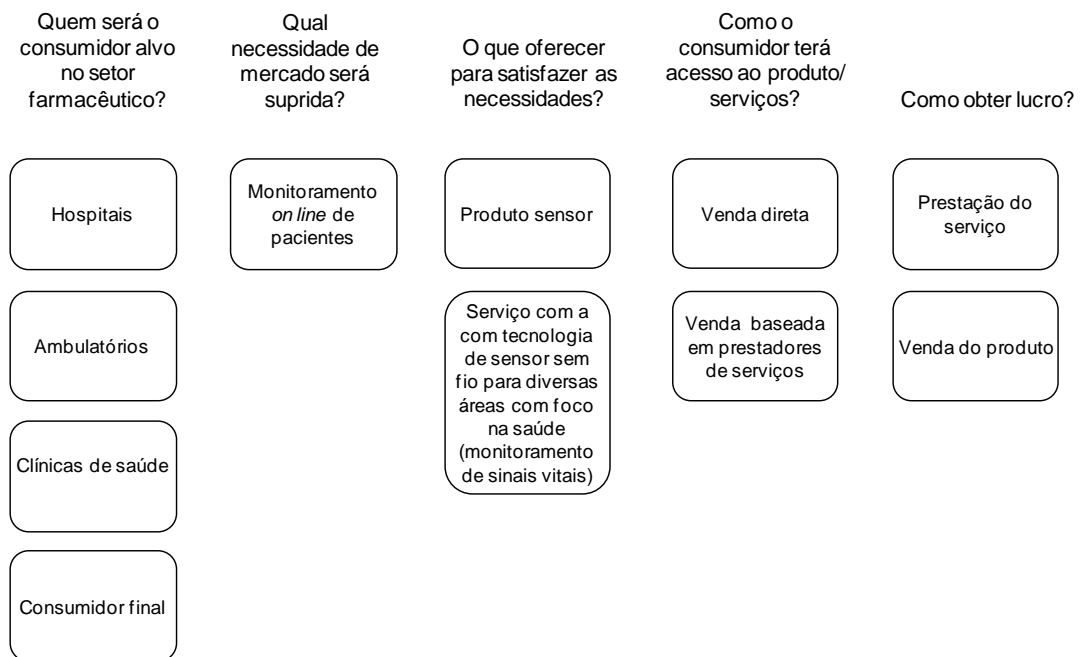 Quem será o
consumidor alvo
no setor
farmacêutico?
Qual
necessidade de
mercado será
suprida?
O que oferecer
para satisfazer as
necessidades?
Como o
consumidor terá
acesso ao produto/
serviços?
Como obter lucro?
Hospitais
Ambulatórios
Clínicas de saúde
Consumidor final
Monitoramento
on line de
pacientes
Produto sensor
Serviço com a
com tecnologia
de sensor sem
fio para diversas
áreas com foco
na saúde
(monitoramento
de sinais vitais)
Venda direta
Venda baseada
em prestadores
de serviços
Prestação do
serviço
Venda do produto